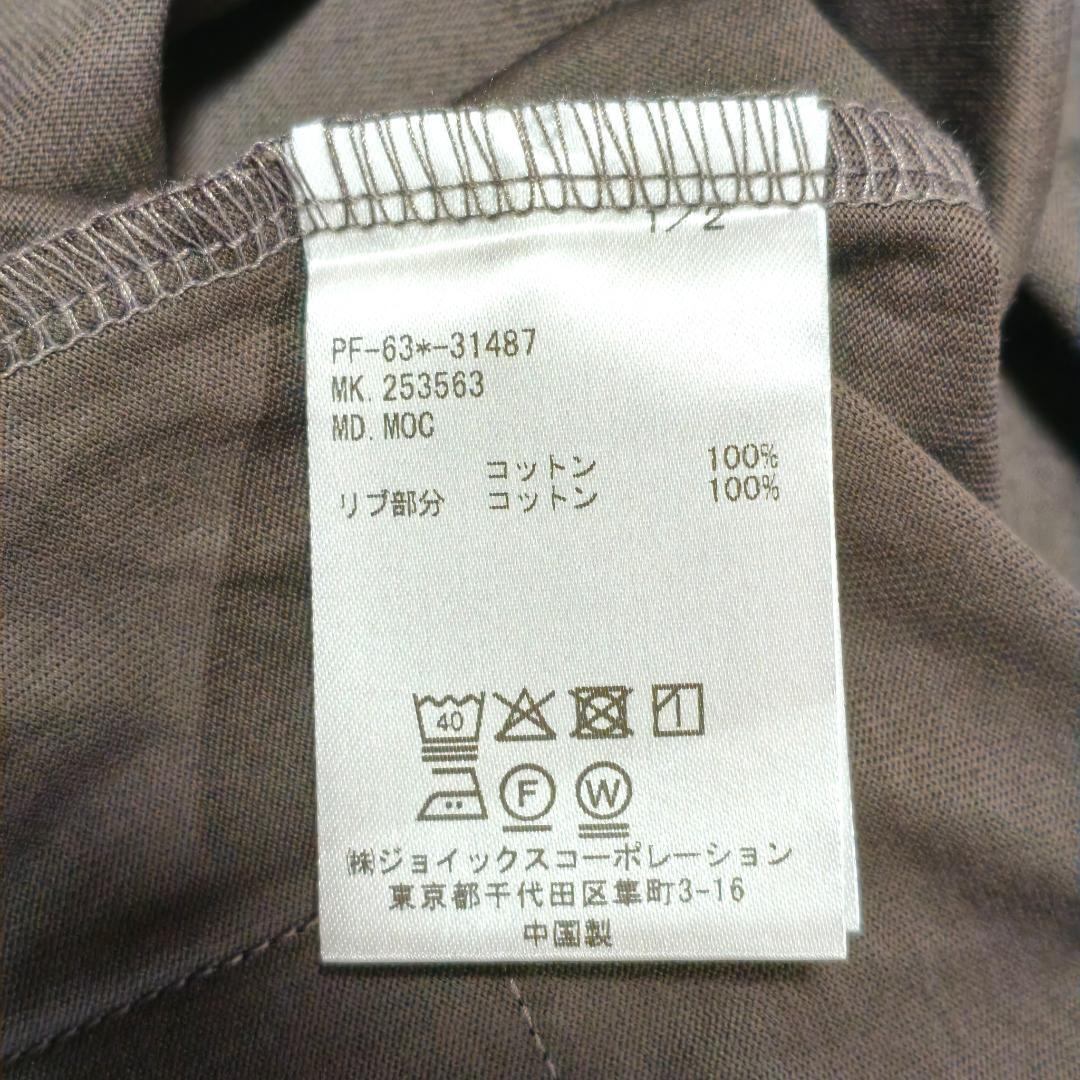 1/2
PF-63*-31487
MK. 253563
MD. MOC
コットン 100%
リブ部分 コットン 100%
40
F W
㈱ジョイックスコーポレーション
東京都千代田区隼町3-16
中国製